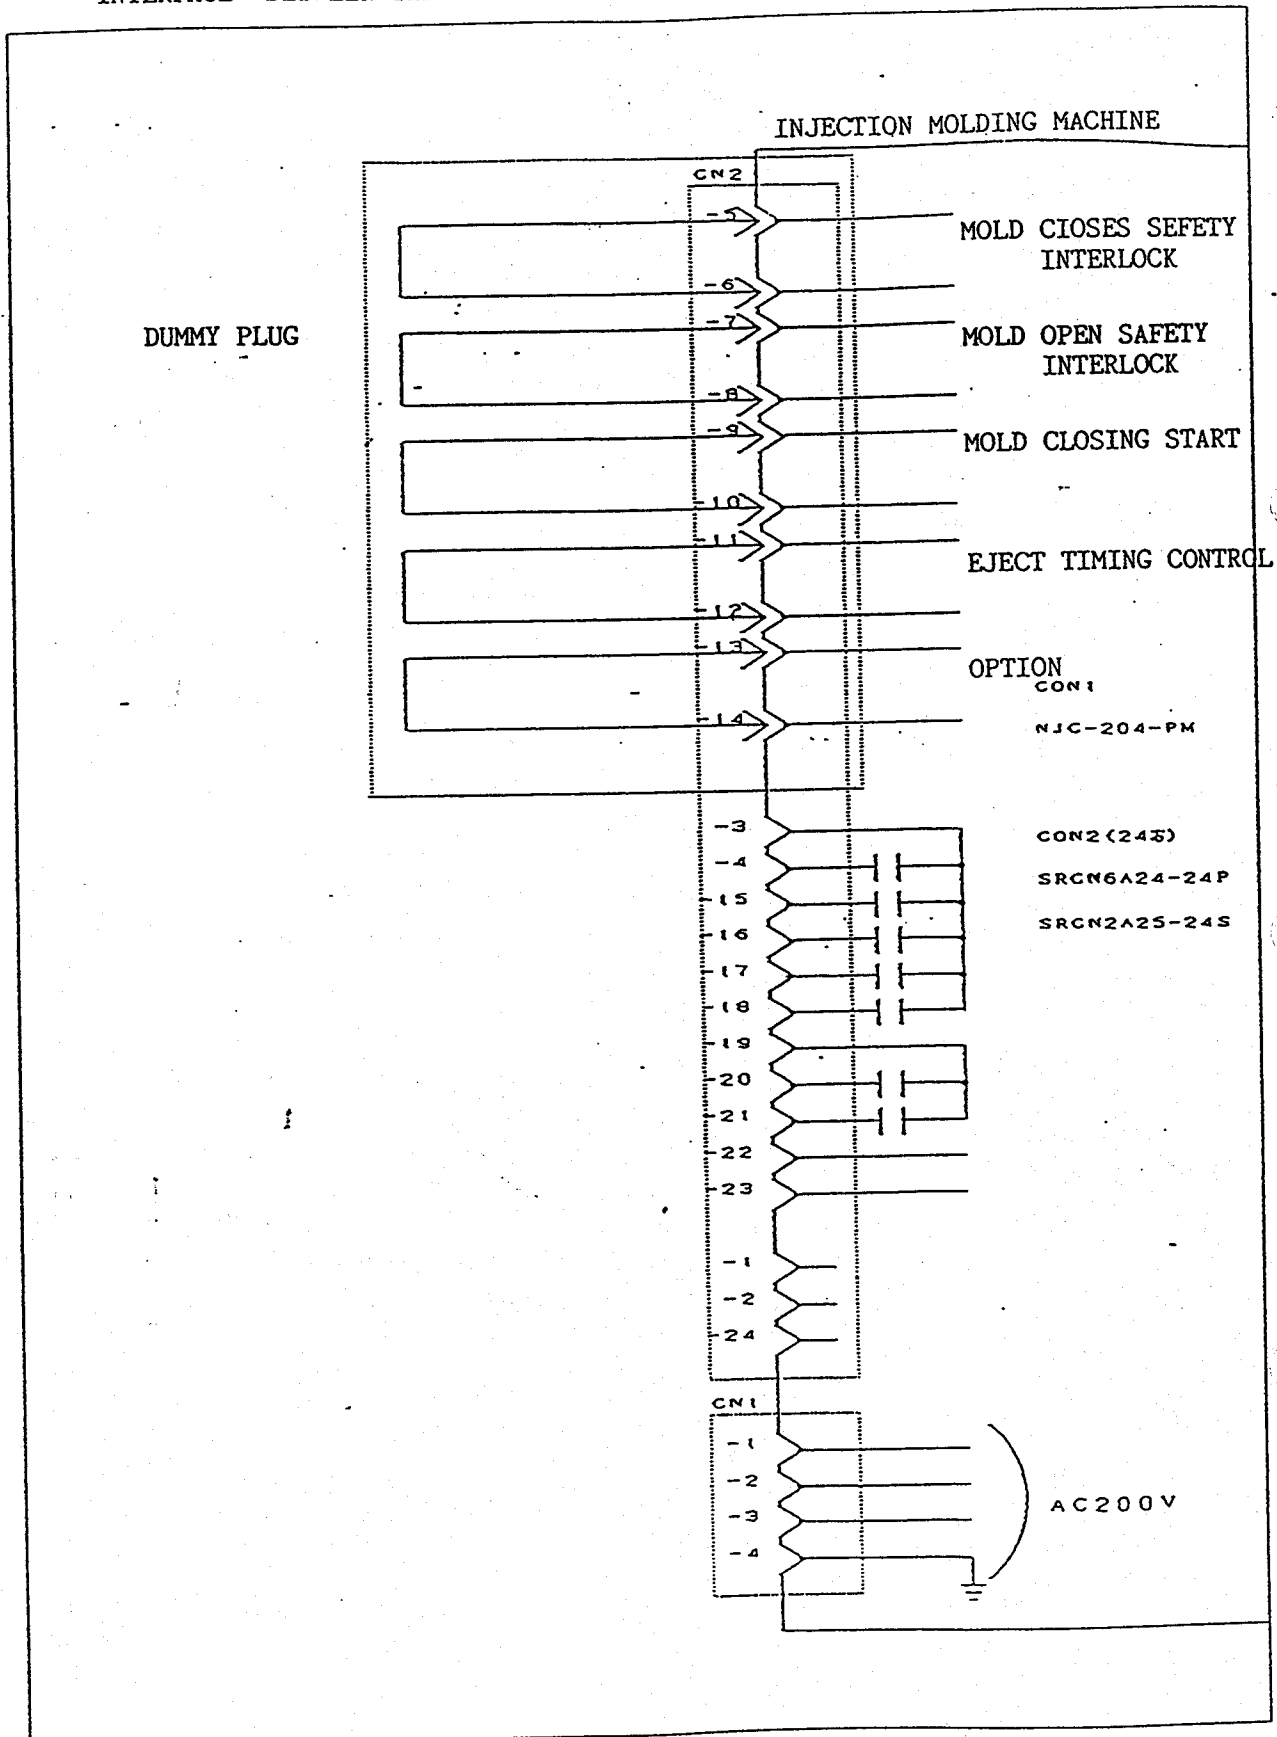 INJECTION MOLDING MACHINE
CN2
-5
MOLD CIOSES SEFETY
INTERLOCK
-6
-7
DUMMY PLUG
MOLD OPEN SAFETY
INTERLOCK
-8
-9
MOLD CLOSING START
-10
-11
EJECT TIMING CONTROL
-12
-13
OPTION
CON1
-14
NJC-204-PM
-3
CON2(24S)
-4
SRCN6A24-24P
-15
SRCN2A25-24S
-16
-17
-18
-19
-20
-21
-22
-23
-1
-2
-24
CN1
-1
-2
AC200V
-3
-4